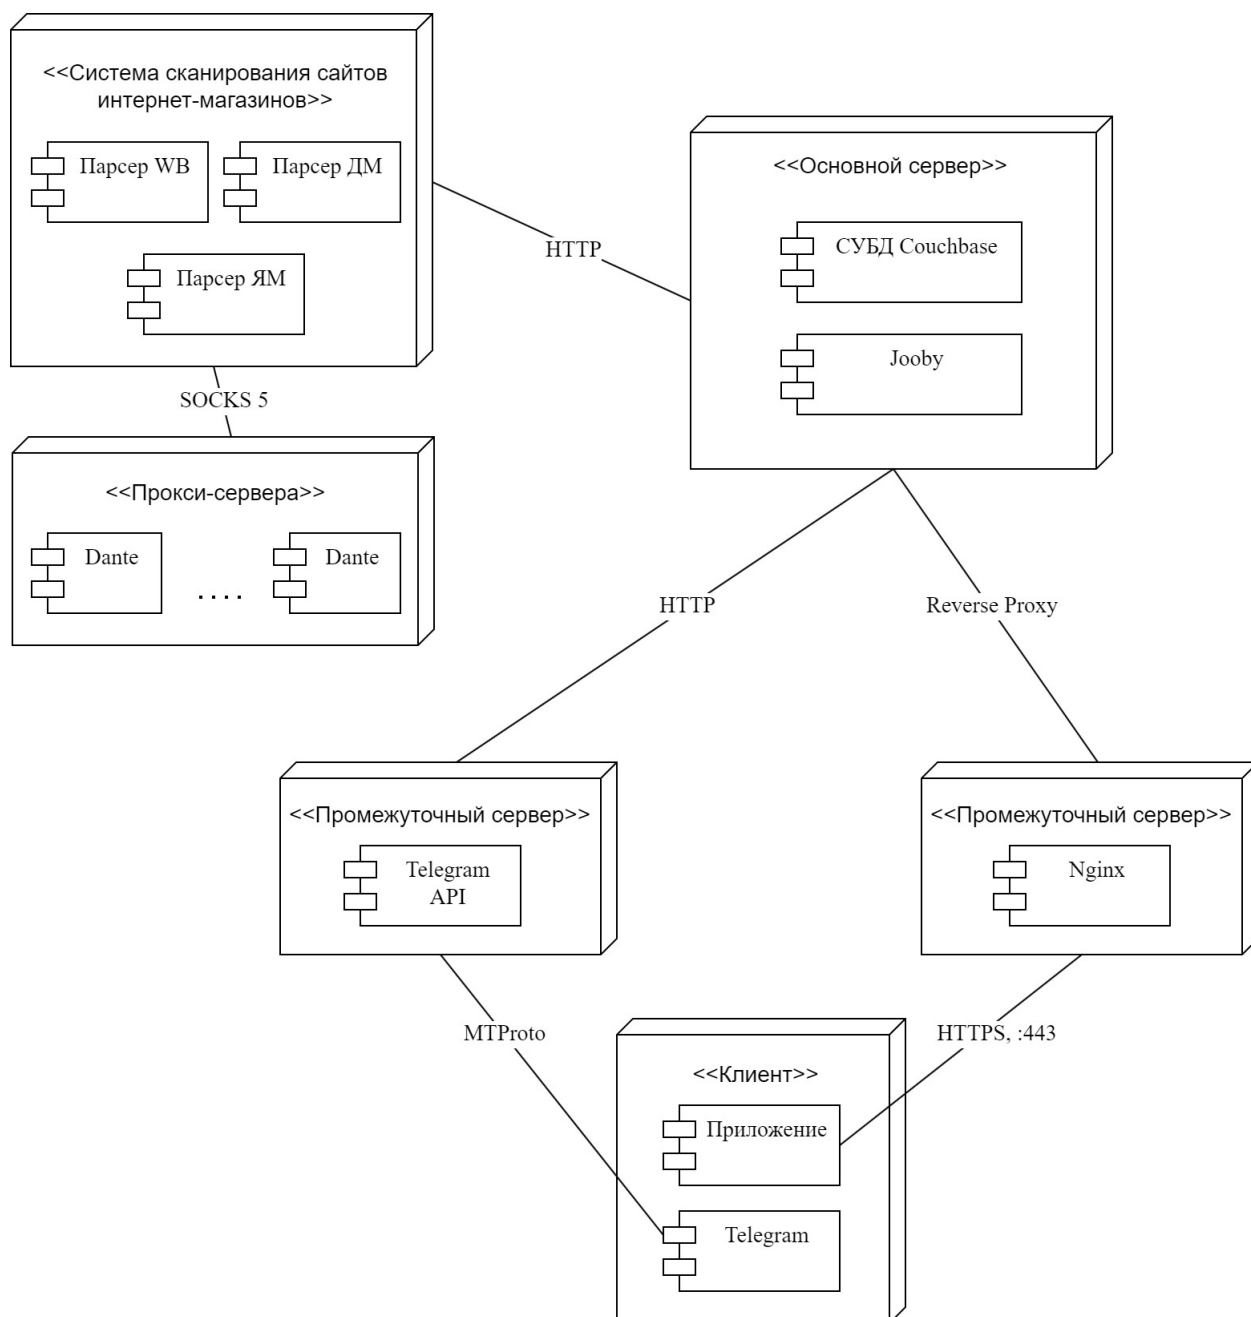 <<Система сканирования сайтов
интернет-магазинов>>
Парсер WB
Парсер ДМ
Парсер ЯМ
<<Основной сервер>>
СУБД Couchbase
Jooby
HTTP
SOCKS 5
<<Прокси-сервера>>
Dante
....
Dante
HTTP
Reverse Proxy
<<Промежуточный сервер>>
Telegram
API
<<Промежуточный сервер>>
Nginx
MTProto
HTTPS, :443
<<Клиент>>
Приложение
Telegram